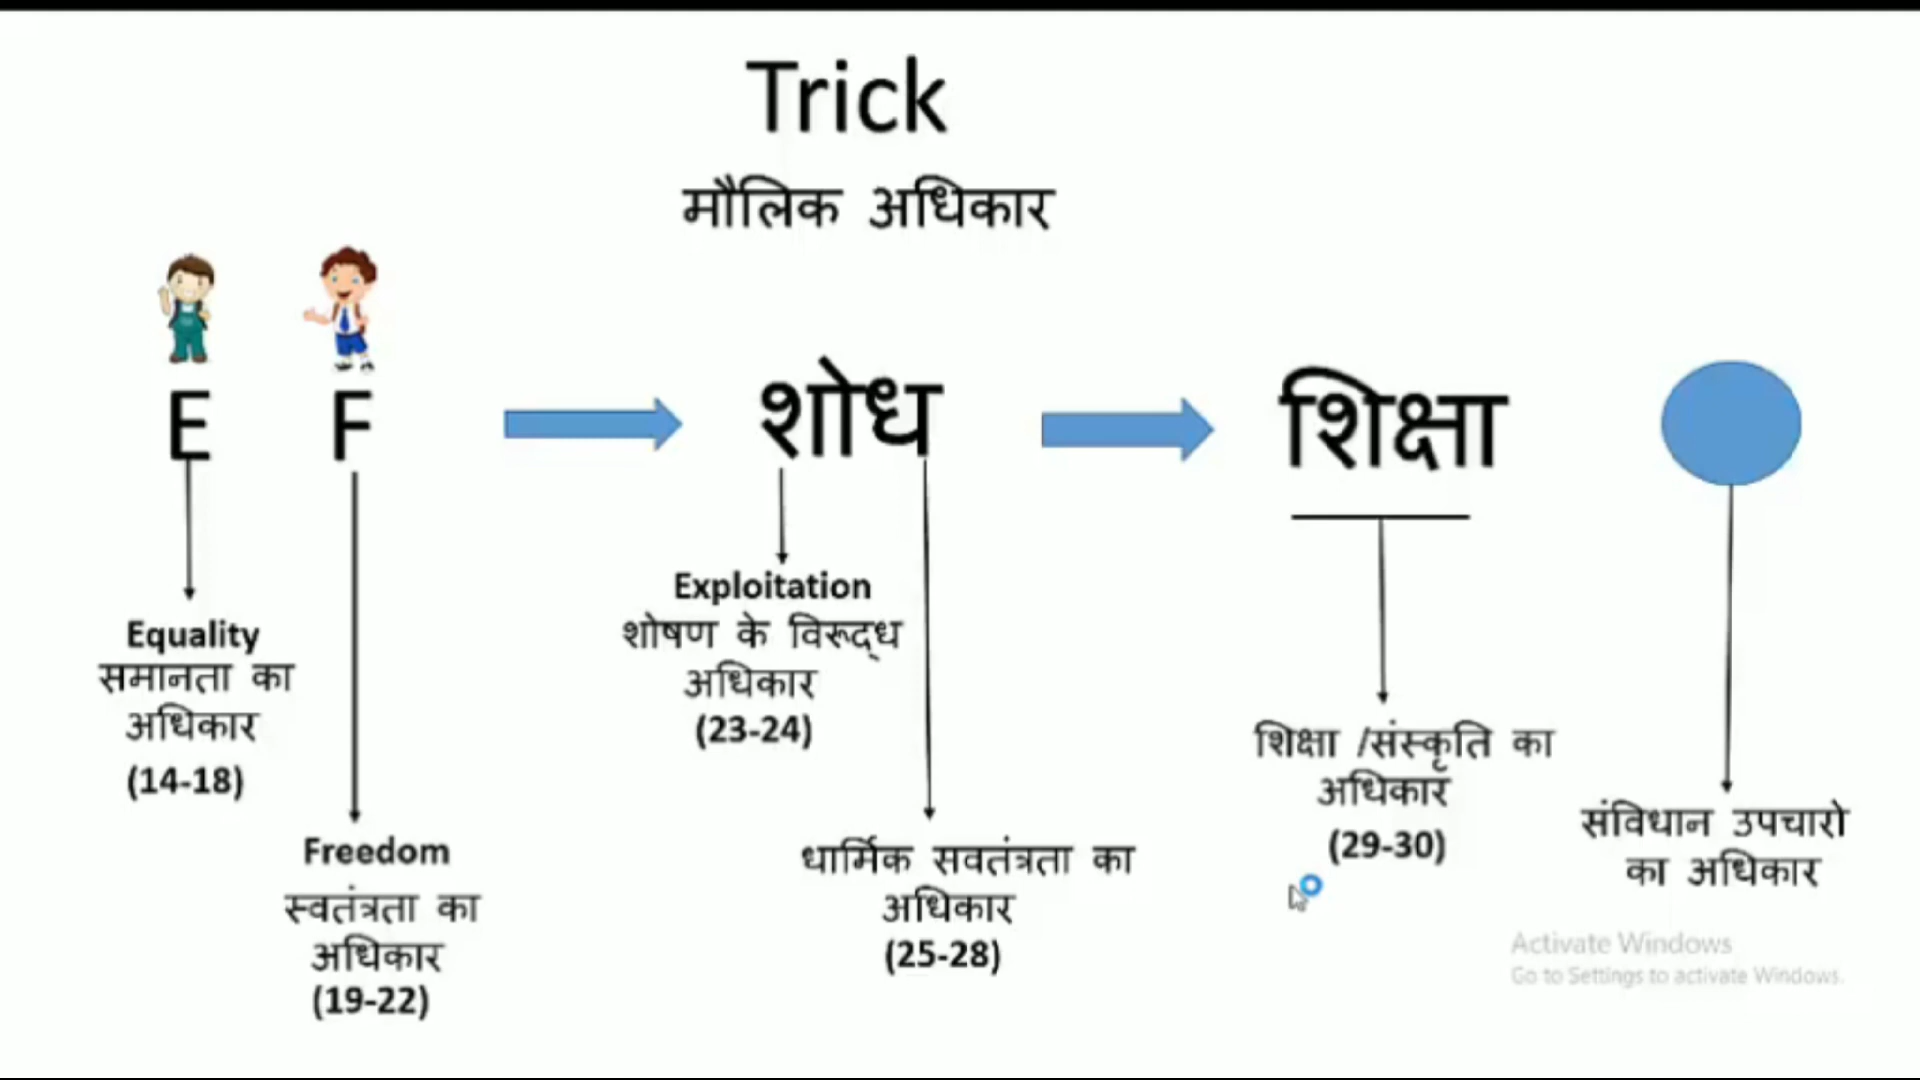 Trick
मौलिक अधिकार
E F
शोध
शिक्षा
Equality
समानता का
अधिकार
(14-18)
Freedom
स्वतंत्रता का
अधिकार
(19-22)
Exploitation
शोषण के विरूद्ध
अधिकार
(23-24)
धार्मिक सवतंत्रता का
अधिकार
(25-28)
शिक्षा /संस्कृति का
अधिकार
(29-30)
संविधान उपचारो
का अधिकार
Activate Windows
Go to Settings to activate Windows.